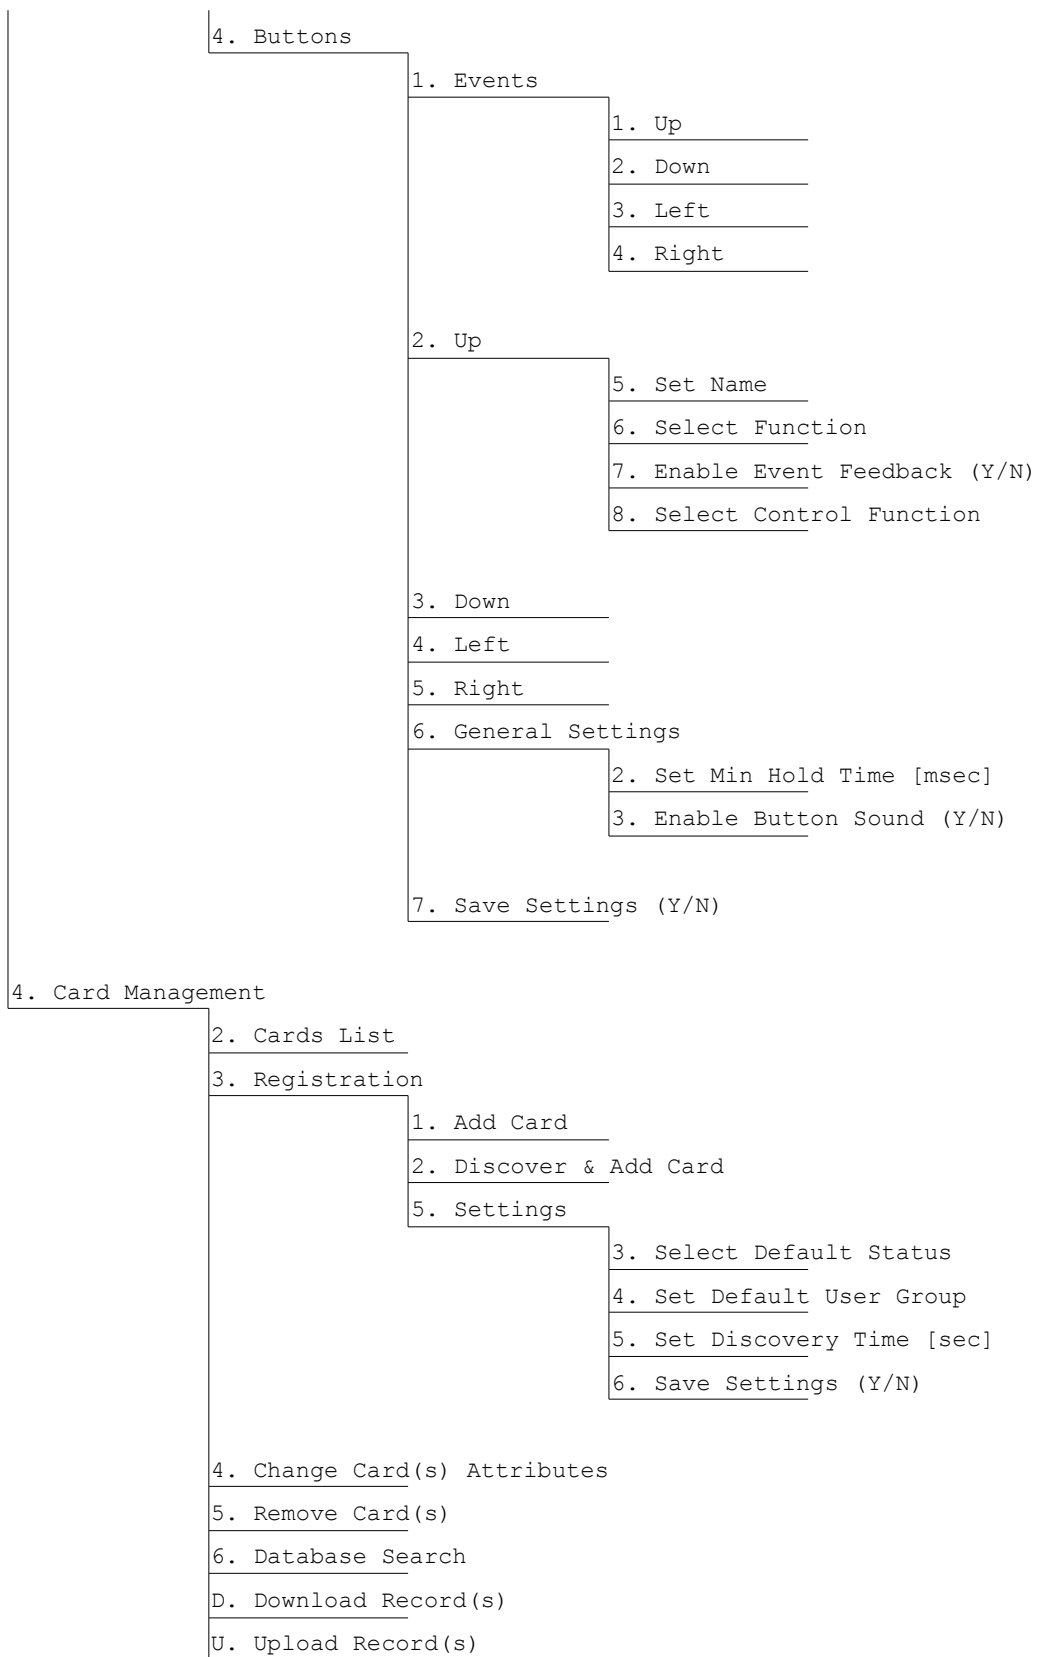 4. Buttons
1. Events
1. Up
2. Down
3. Left
4. Right
2. Up
5. Set Name
6. Select Function
7. Enable Event Feedback (Y/N)
8. Select Control Function
3. Down
4. Left
5. Right
6. General Settings
2. Set Min Hold Time [msec]
3. Enable Button Sound (Y/N)
7. Save Settings (Y/N)
4. Card Management
2. Cards List
3. Registration
1. Add Card
2. Discover & Add Card
5. Settings
3. Select Default Status
4. Set Default User Group
5. Set Discovery Time [sec]
6. Save Settings (Y/N)
4. Change Card(s) Attributes
5. Remove Card(s)
6. Database Search
D. Download Record(s)
U. Upload Record(s)